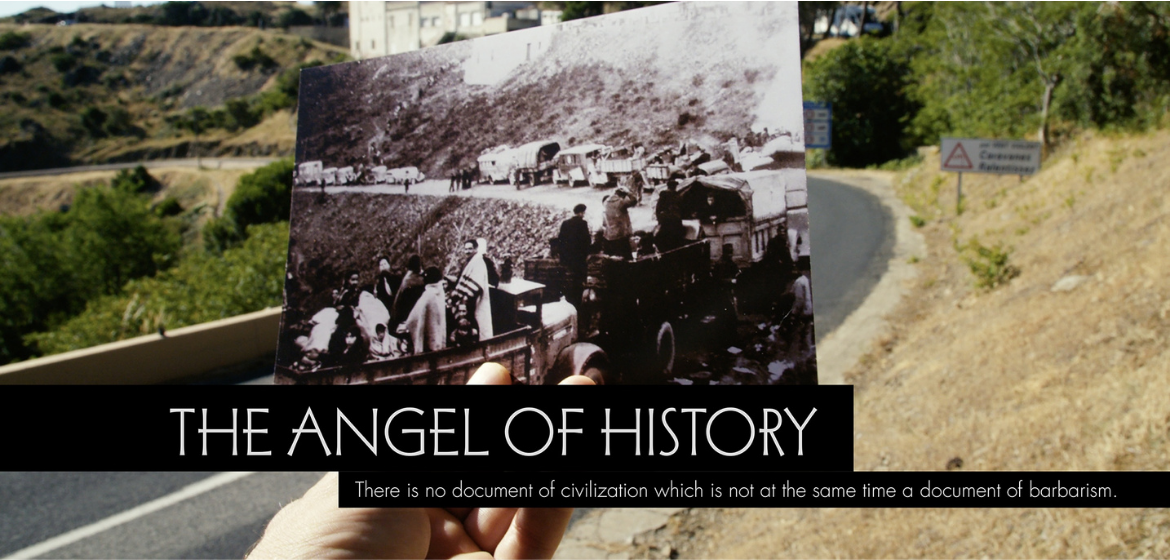 Caravanes
THE ANGEL OF HISTORY
There is no document of civilization which is not at the same time a document of barbarism.